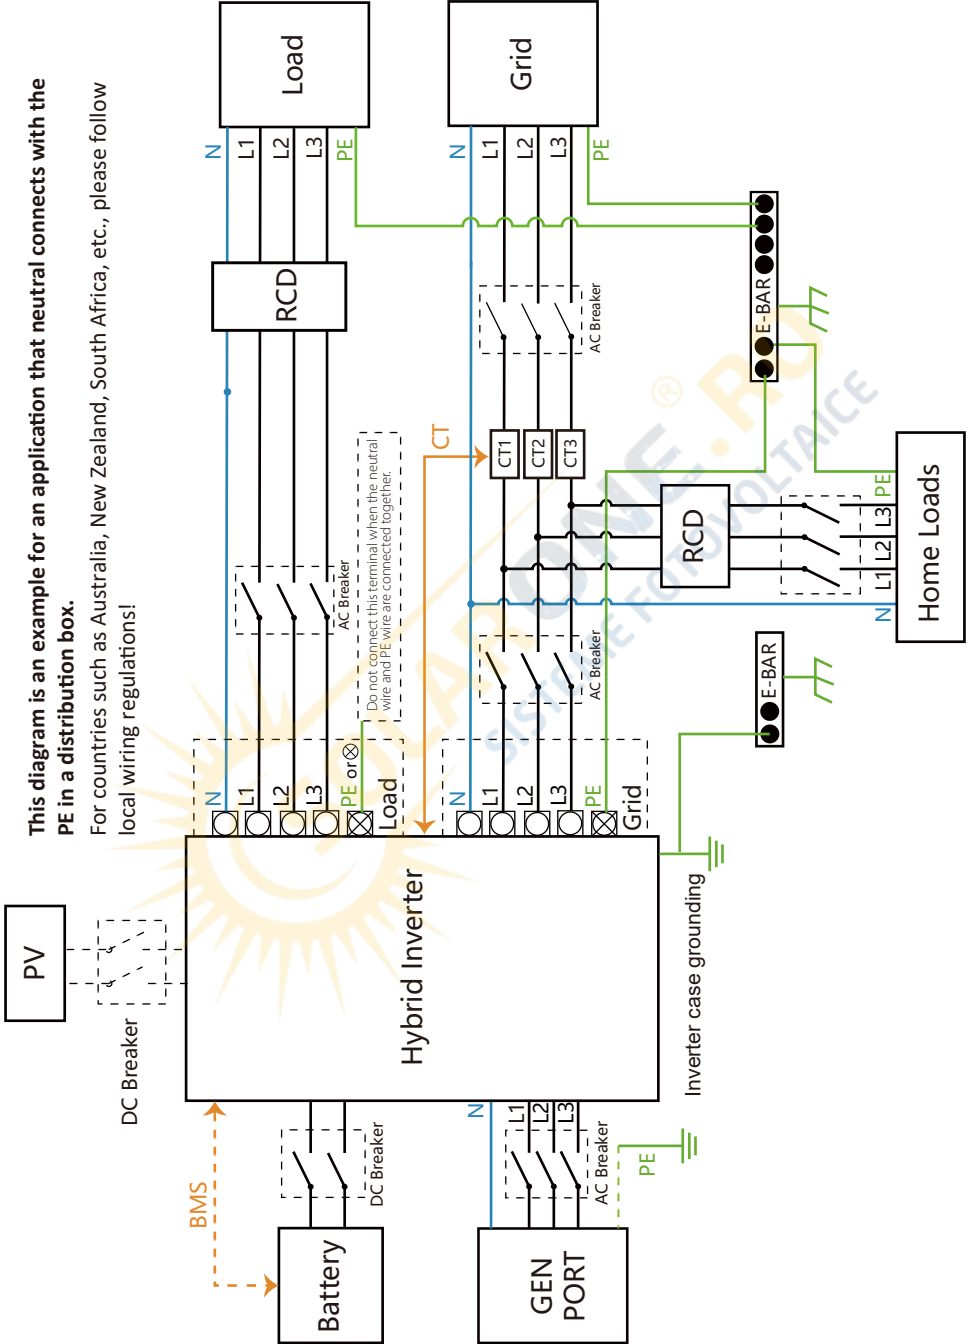 This diagram is an example for an application that neutral connects with the
PE in a distribution box.
For countries such as Australia, New Zealand, South Africa, etc., please follow
local wiring regulations!
PV
DC Breaker
BMS
Battery
DC Breaker
Hybrid Inverter
N
L1
L2
L3
PE or
Load
Do not connect this terminal when the neutral
wire and PE wire are connected together.
AC Breaker
RCD
N
L1
L2
L3
PE
Load
CT
N
L1
L2
L3
PE
Grid
AC Breaker
CT1
CT2
CT3
AC Breaker
N
L1
L2
L3
PE
Grid
GEN
PORT
N
L1
L2
L3
AC Breaker
PE
Inverter case grounding
E-BAR
RCD
N
L1
L2
L3
PE
Home Loads
E-BAR
SOLARONE.RO
®
SISTEME FOTOVOLTAICE